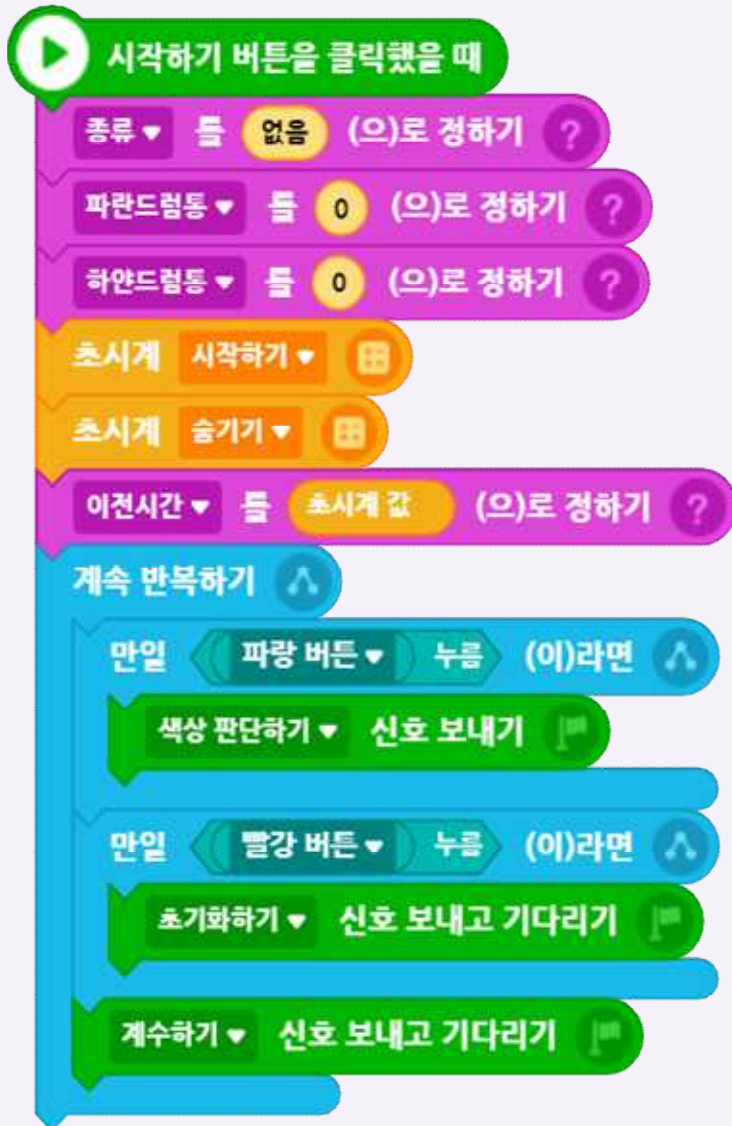 시작하기 버튼을 클릭했을 때
종류 를 없음 (으)로 정하기 ?
파란드럼통 를 0 (으)로 정하기 ?
하얀드럼통 를 0 (으)로 정하기 ?
초시계 시작하기
초시계 숨기기
이전시간 를 초시계 값 (으)로 정하기 ?
계속 반복하기
만일 파랑 버튼 누름 (이)라면
색상 판단하기 신호 보내기
만일 빨강 버튼 누름 (이)라면
초기화하기 신호 보내고 기다리기
계수하기 신호 보내고 기다리기